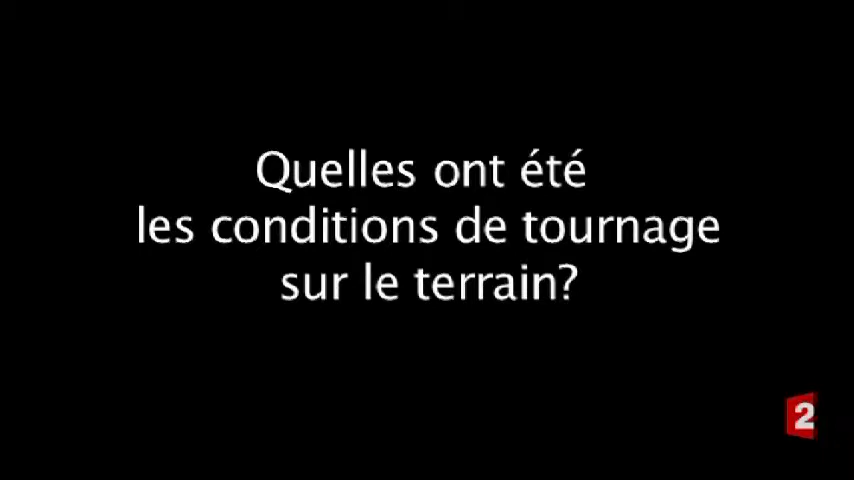 Quelles ont été
les conditions de tournage
sur le terrain?
2